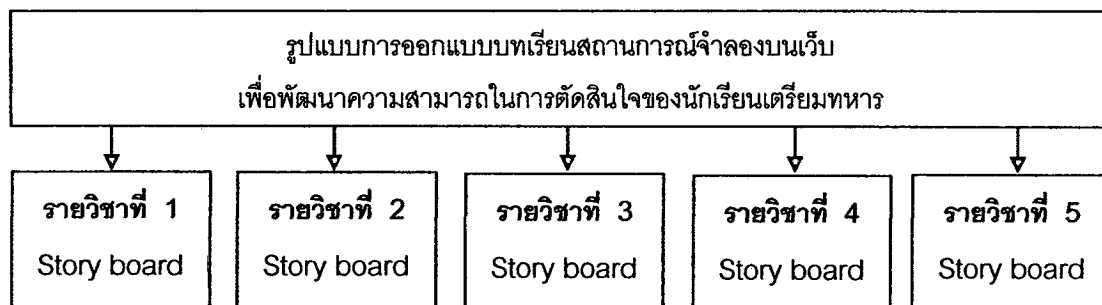 รูปแบบการออกแบบบทเรียนสถานการณ์จำลองบนเว็บ
เพื่อพัฒนาความสามารถในการตัดสินใจของนักเรียนเตรียมทหาร
รายวิชาที่ 1
Story board
รายวิชาที่ 2
Story board
รายวิชาที่ 3
Story board
รายวิชาที่ 4
Story board
รายวิชาที่ 5
Story board